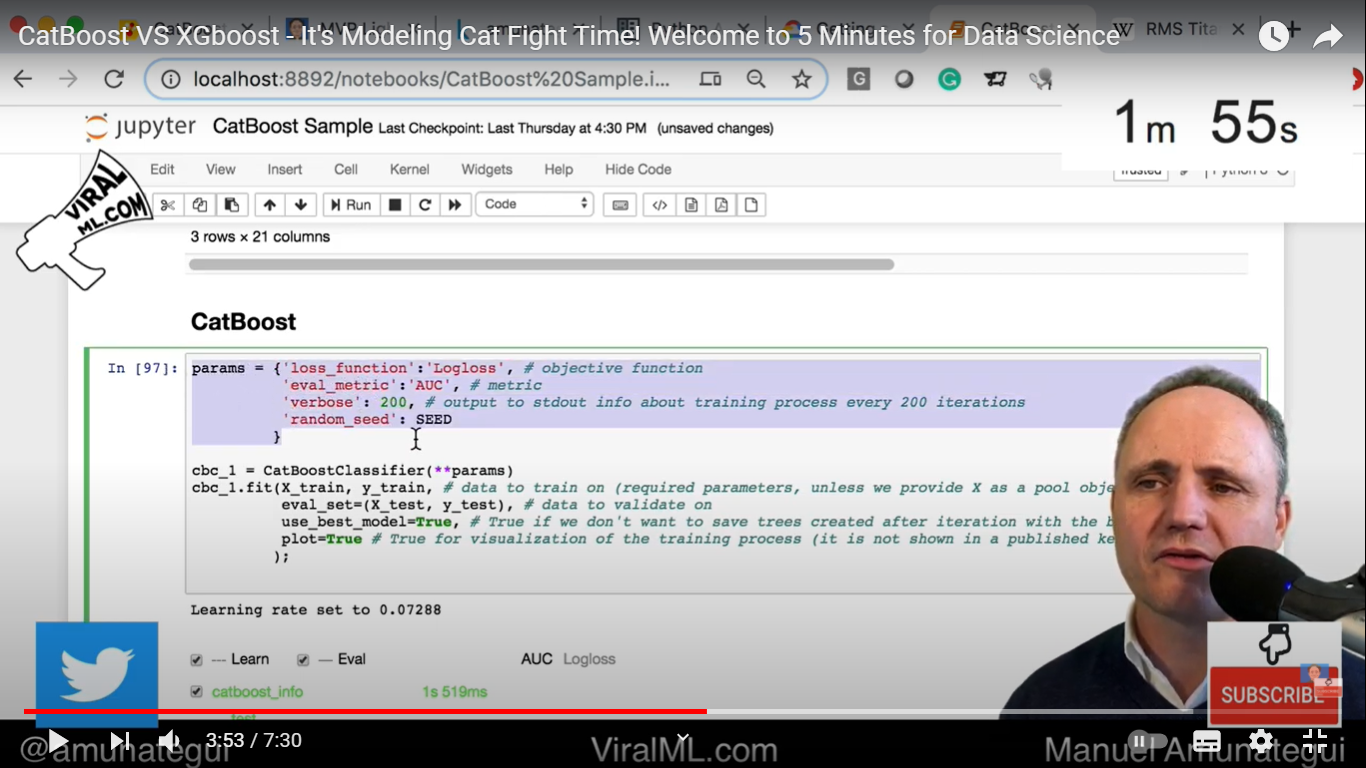 CatBoost VS XGboost - It's Modeling Cat Fight Time! Welcome to 5 Minutes for Data Science
RMS Tita
localhost:8892/notebooks/CatBoost%20Sample.i...
1m 55s
jupyter CatBoost Sample Last Checkpoint: Last Thursday at 4:30 PM (unsaved changes)
Edit View Insert Cell Kernel Widgets Help Hide Code
Trusted
VIRAL
ML.COM
Run Code
3 rows × 21 columns
CatBoost
In [97]: params = {'loss_function':'Logloss', # objective function
'eval_metric':'AUC', # metric
'verbose': 200, # output to stdout info about training process every 200 iterations
'random_seed': SEED
}
cbc_1 = CatBoostClassifier(**params)
cbc_1.fit(X_train, y_train, # data to train on (required parameters, unless we provide X as a pool obje
eval_set=(X_test, y_test), # data to validate on
use_best_model=True, # True if we don't want to save trees created after iteration with the b
plot=True # True for visualization of the training process (it is not shown in a published ke
);
Learning rate set to 0.07288
--- Learn — Eval AUC Logloss
catboost_info 1s 519ms
test
SUBSCRIBE
3:53 / 7:30
@amunategui ViralML.com Manuel Amunategui